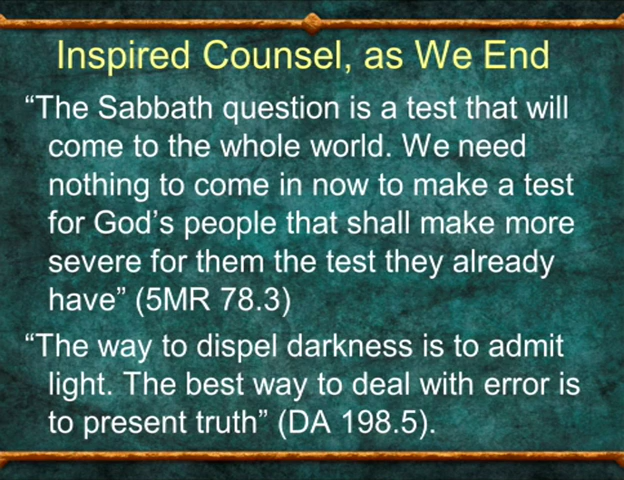 Inspired Counsel, as We End
“The Sabbath question is a test that will
come to the whole world. We need
nothing to come in now to make a test
for God’s people that shall make more
severe for them the test they already
have” (5MR 78.3)
“The way to dispel darkness is to admit
light. The best way to deal with error is
to present truth” (DA 198.5).